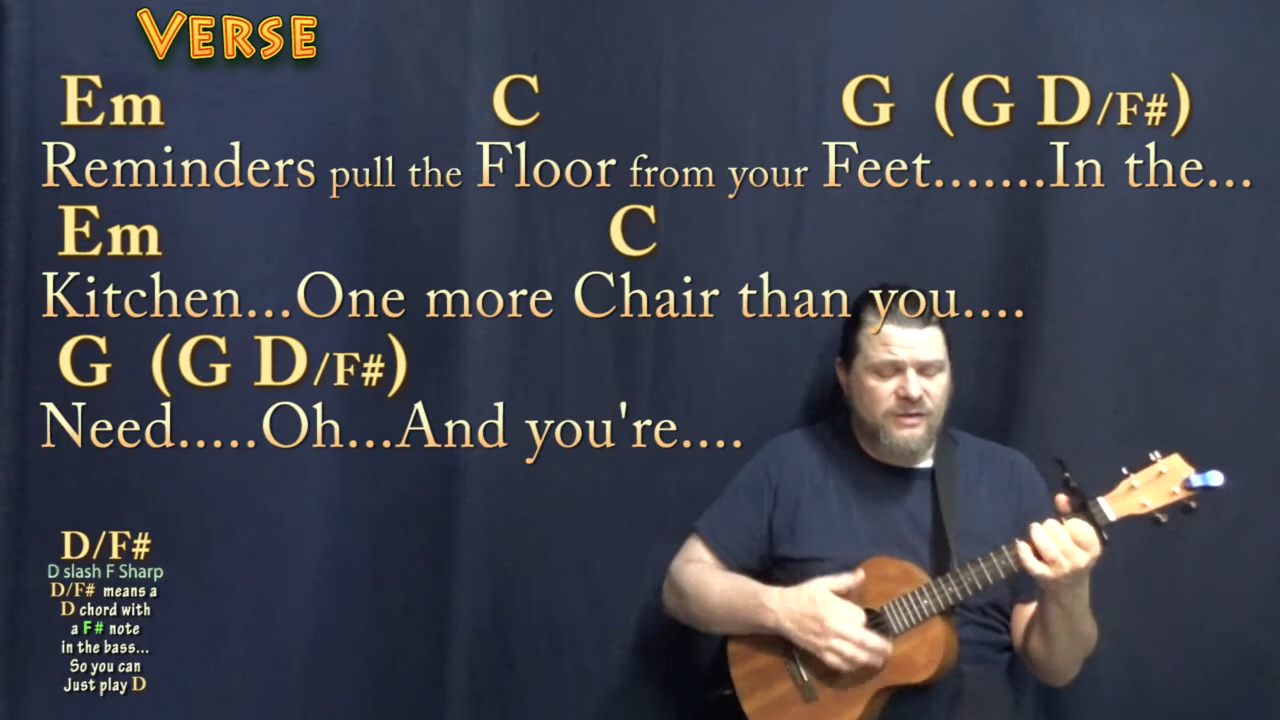 VERSE
Em C G (G D/F#)
Reminders pull the Floor from your Feet.......In the...
Em C
Kitchen...One more Chair than you....
G (G D/F#)
Need.....Oh...And you're....
D/F#
D slash F Sharp
D/F# means a
D chord with
a F# note
in the bass...
So you can
Just play D